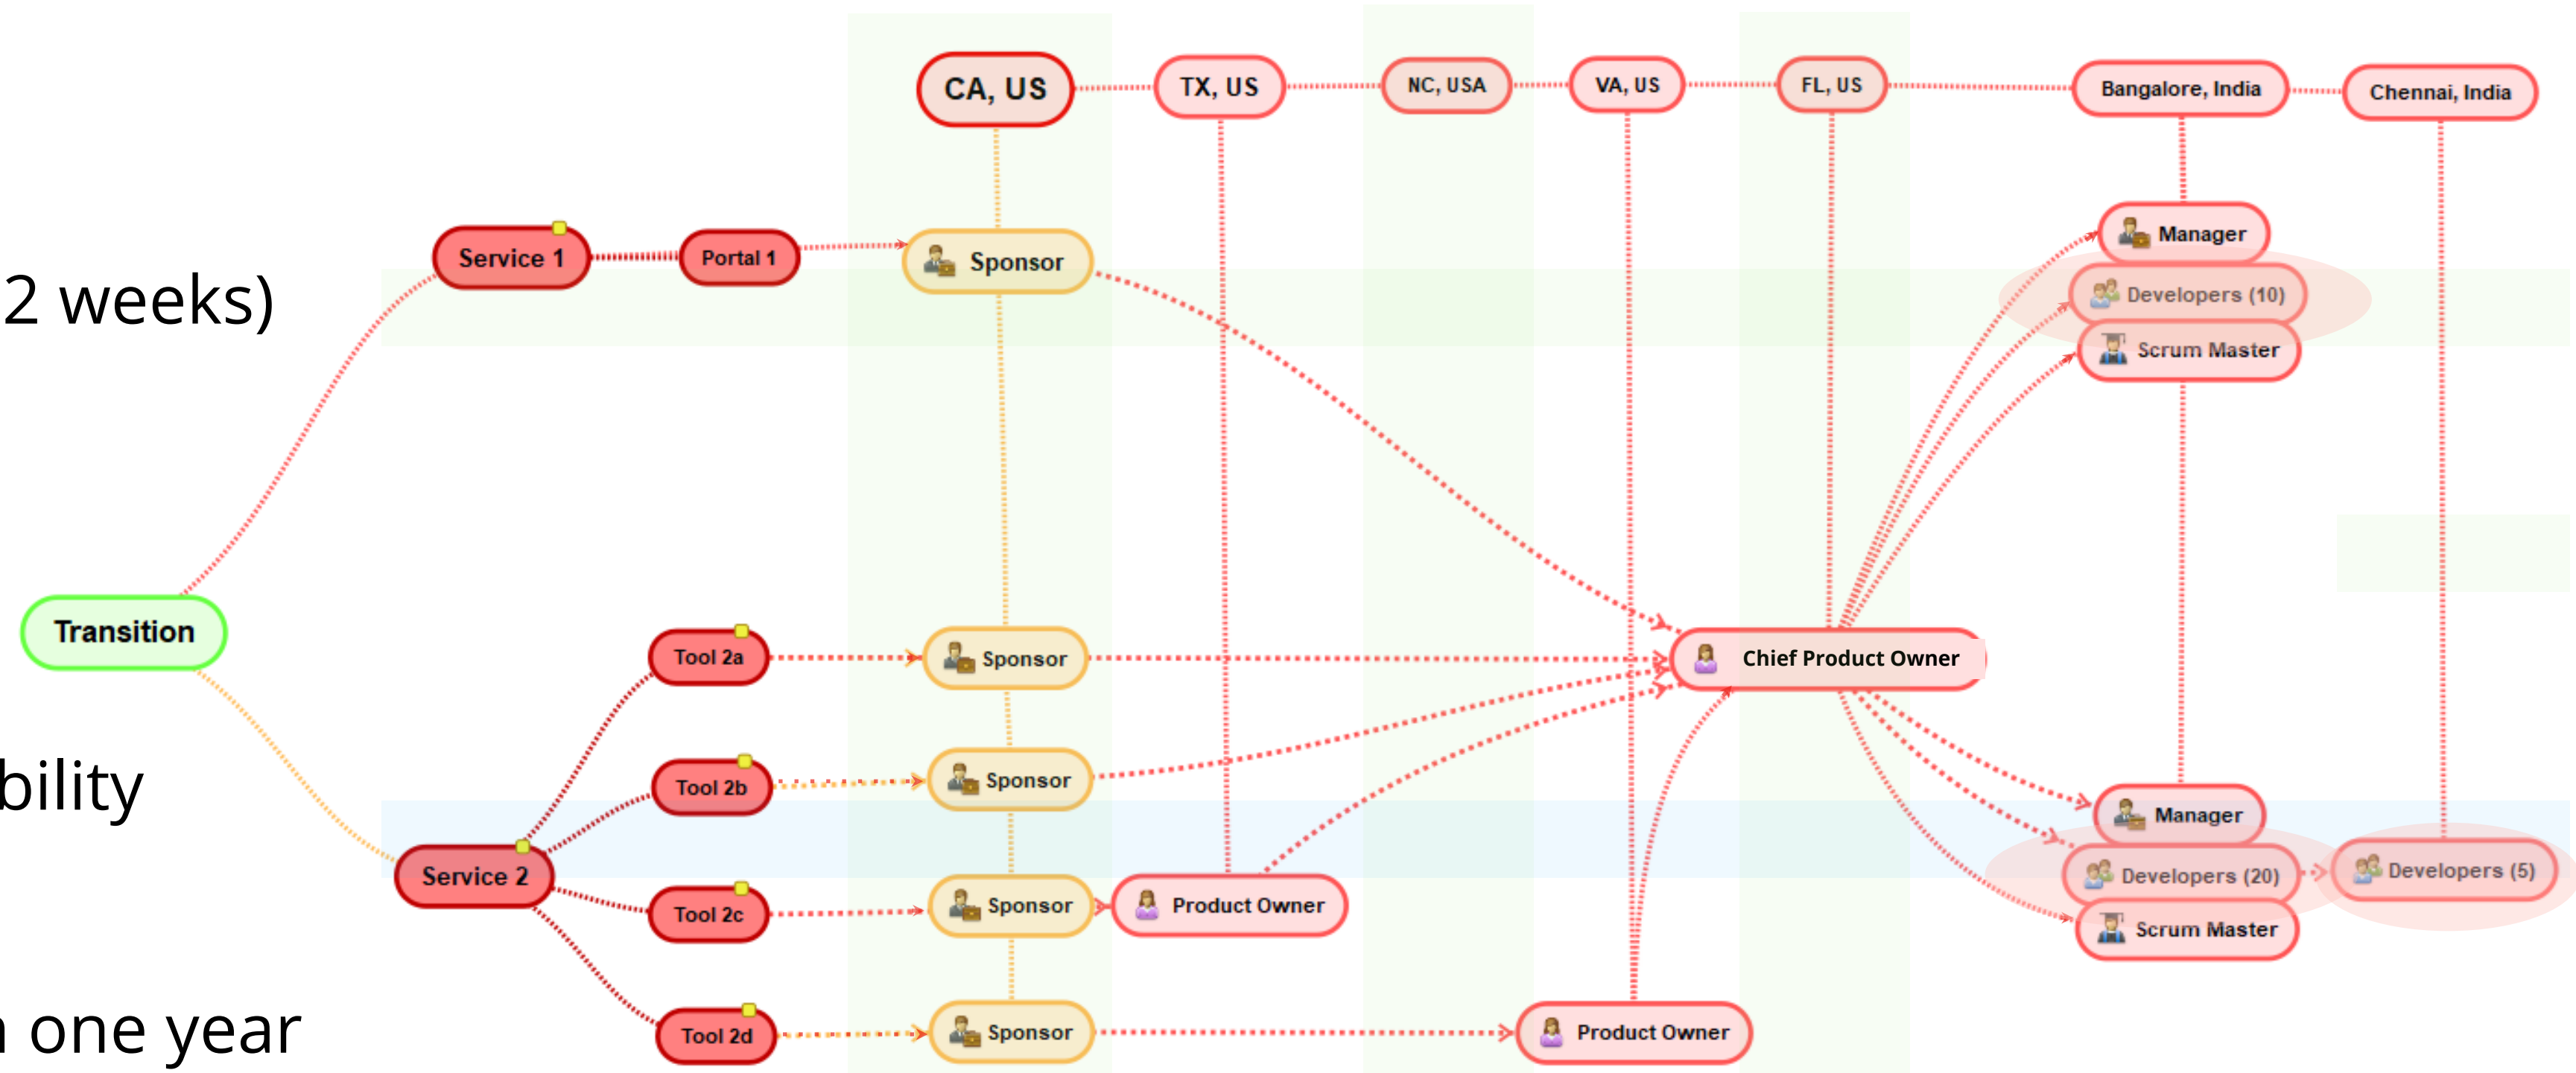 CA, US
TX, US
NC, USA
VA, US
FL, US
Bangalore, India
Chennai, India
Service 1
Portal 1
Sponsor
Manager
2 weeks)
Developers (10)
Scrum Master
Transition
Tool 2a
Sponsor
Chief Product Owner
Tool 2b
Sponsor
bility
Manager
Service 2
Developers (20)
Developers (5)
Tool 2c
Sponsor
Product Owner
Scrum Master
n one year
Tool 2d
Sponsor
Product Owner